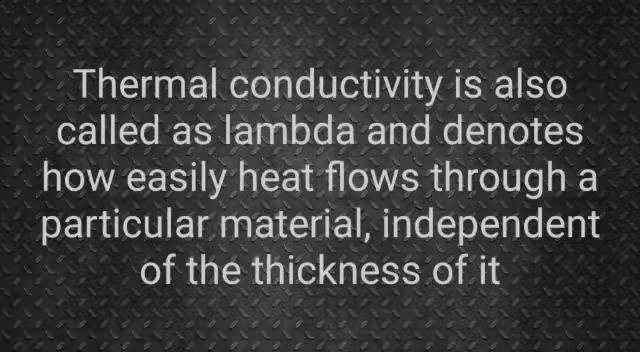 Thermal conductivity is also
called as lambda and denotes
how easily heat flows through a
particular material, independent
of the thickness of it